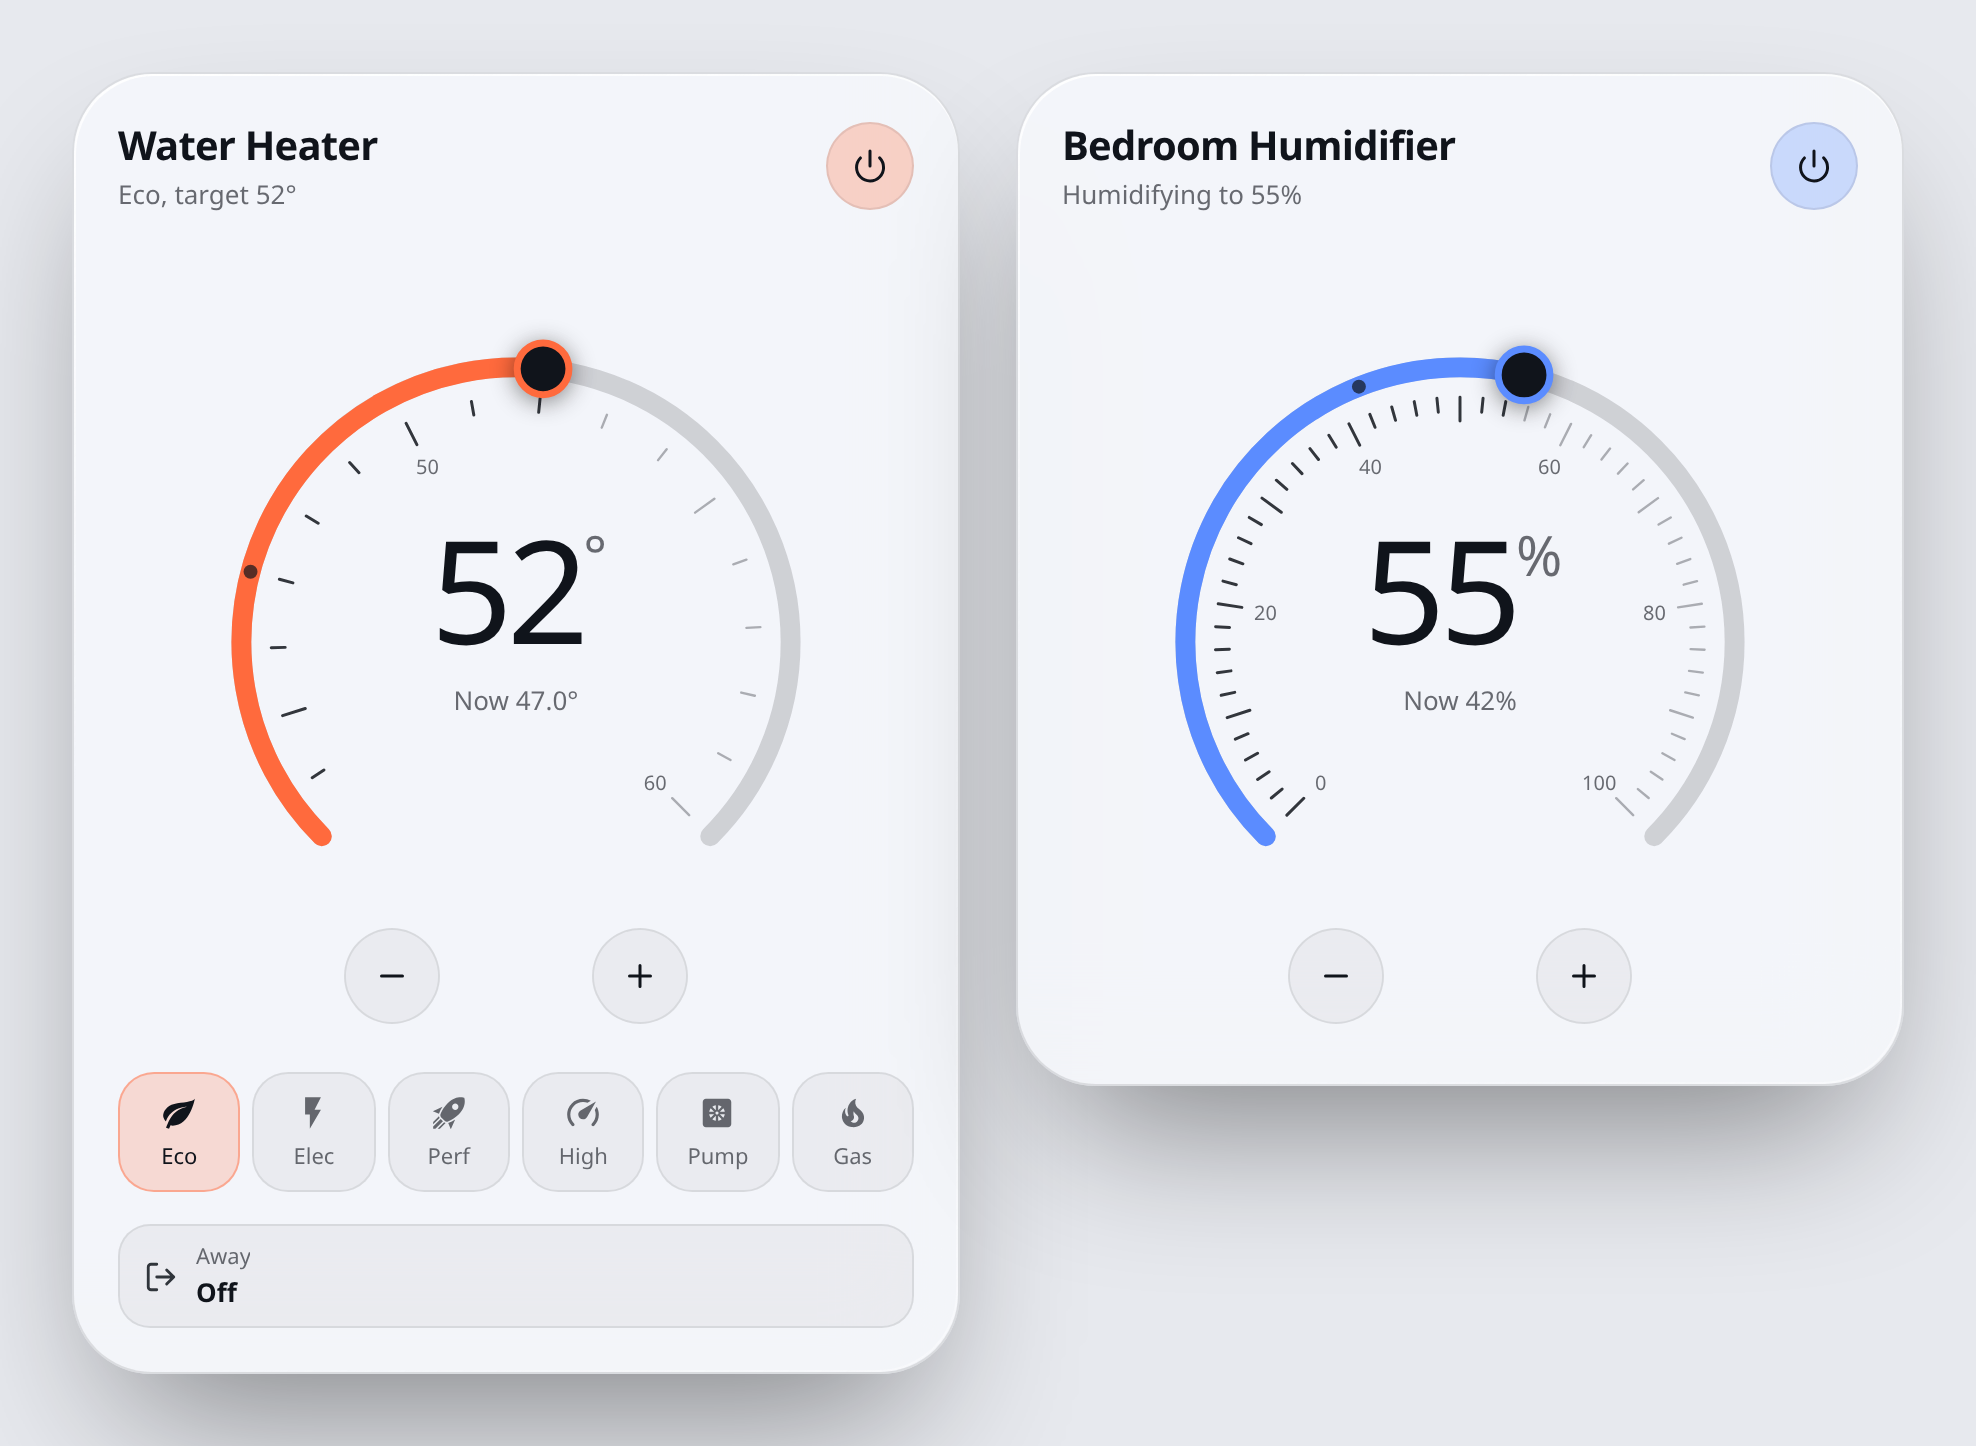 Water Heater
Eco, target 52°
50
52°
Now 47.0°
60
Eco
Elec
Perf
High
Pump
Gas
Away
Off
Bedroom Humidifier
Humidifying to 55%
40
60
55%
20
80
Now 42%
0
100